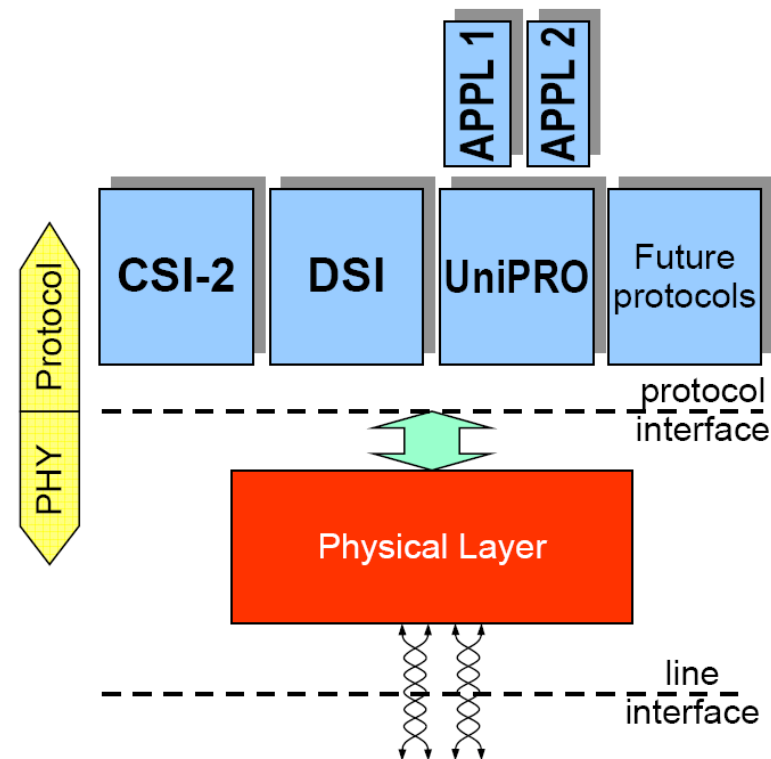 APPL 1
APPL 2
CSI-2
DSI
UniPRO
Future
protocols
Protocol
PHY
protocol
interface
Physical Layer
line
interface